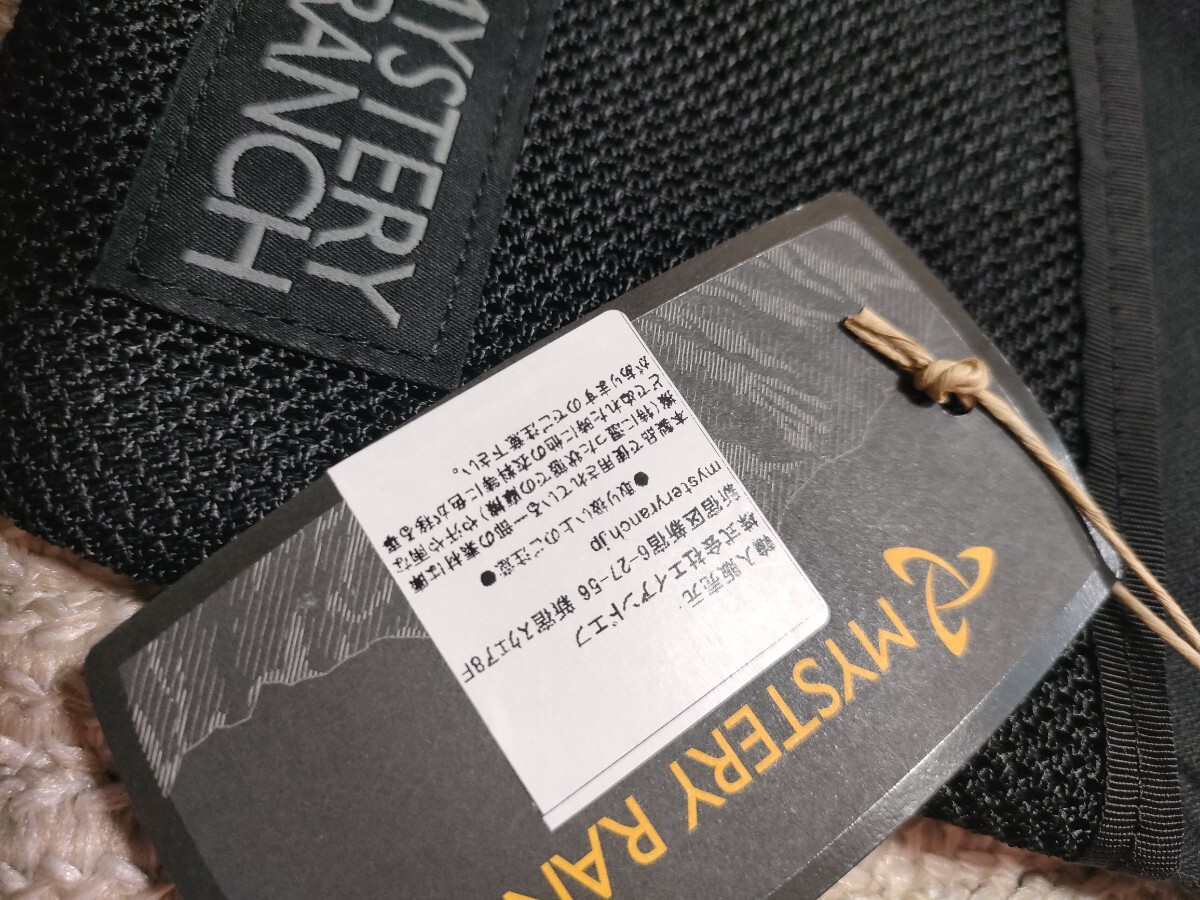 MYSTERY
RANCH
輸入販売元
株式会社エイアンドエフ
新宿区新宿6-27-56 新宿スクエア8F
mysteryranch.jp
● 取り扱い上のご注意 ●
本製品で使用されている一部の素材は摩
擦(特に湿った状態での摩擦)や汗や雨な
どでぬれた時に他の衣料等に色が移る事
がありますのでご注意下さい。
MYSTERY RAN